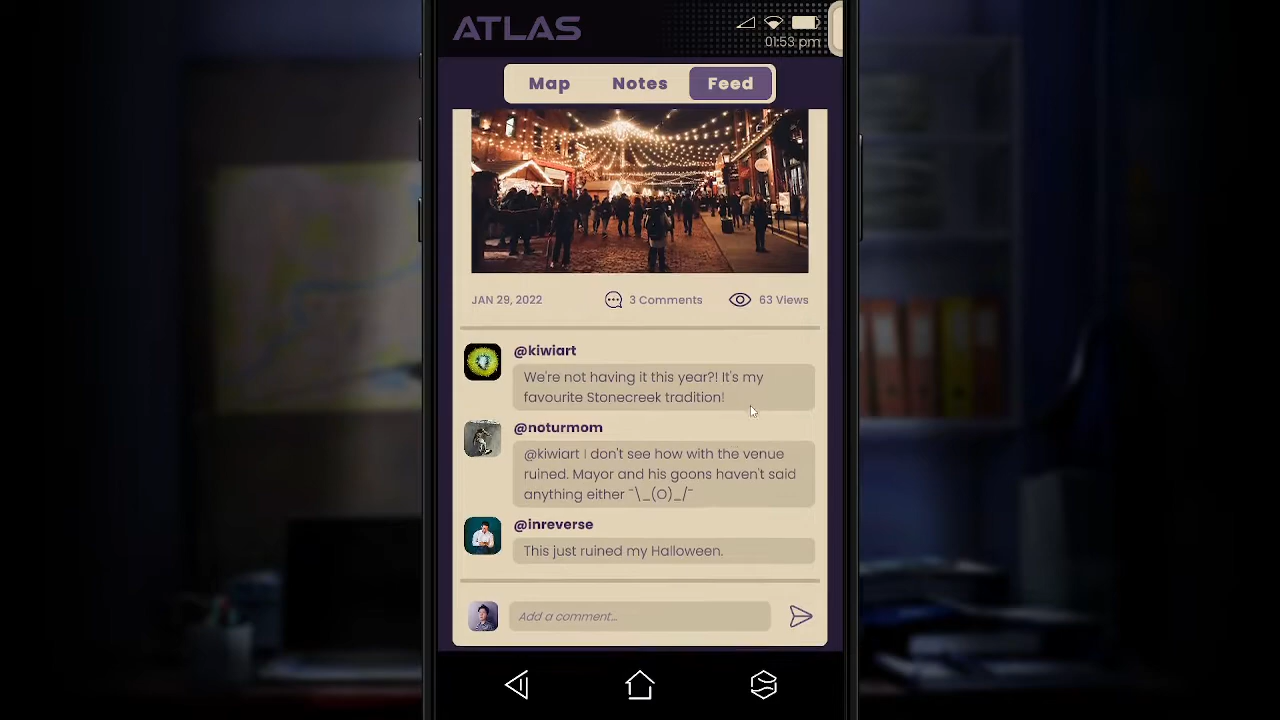 ATLAS
01:53 pm
Map Notes Feed
JAN 29, 2022 3 Comments 63 Views
@kiwiart
We're not having it this year?! It's my
favourite Stonecreek tradition!
@noturmom
@kiwiart I don't see how with the venue
ruined. Mayor and his goons haven't said
anything either ¯\_(O)_/¯
@inreverse
This just ruined my Halloween.
Add a comment...